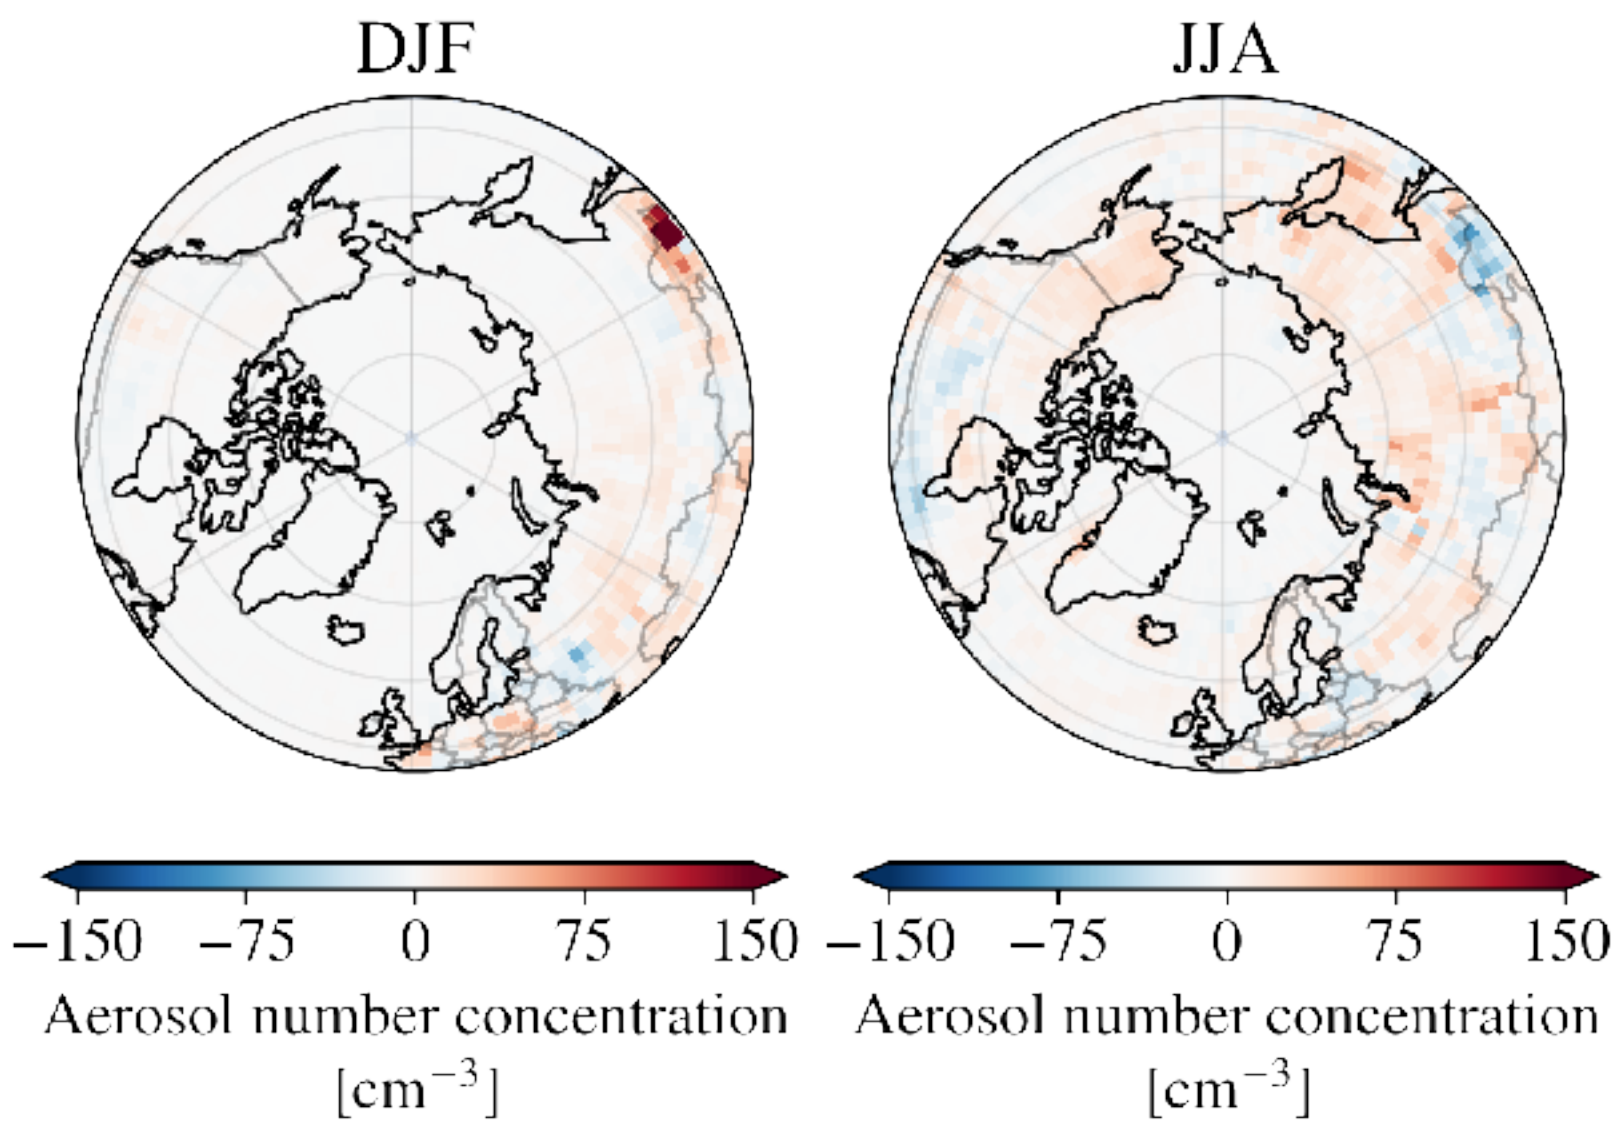 DJF JJA
−150 −75 0 75 150 −150 −75 0 75 150
Aerosol number concentration Aerosol number concentration
[cm⁻³] [cm⁻³]